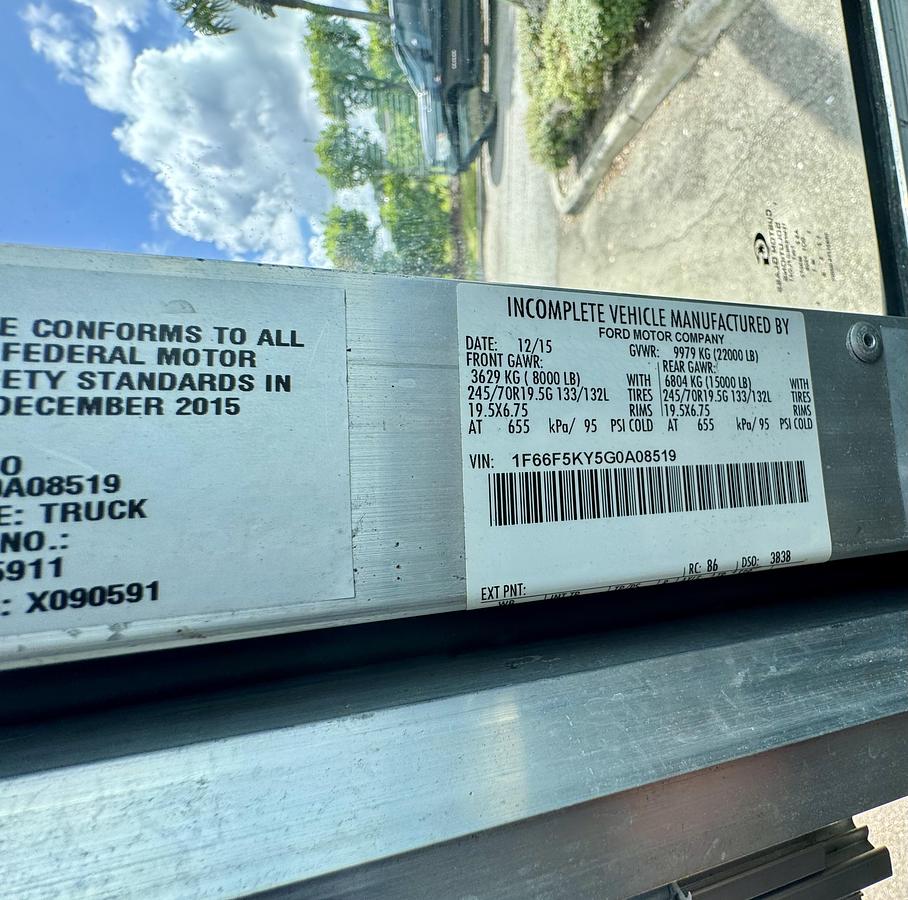 E CONFORMS TO ALL
FEDERAL MOTOR
ETY STANDARDS IN
DECEMBER 2015
O
0A08519
E: TRUCK
NO.:
5911
: X090591
INCOMPLETE VEHICLE MANUFACTURED BY
FORD MOTOR COMPANY
DATE: 12/15 GVWR: 9979 KG (22000 LB)
FRONT GAWR: REAR GAWR:
3629 KG ( 8000 LB) WITH 6804 KG (15000 LB) WITH
245/70R19.5G 133/132L TIRES 245/70R19.5G 133/132L TIRES
19.5X6.75 RIMS 19.5X6.75 RIMS
AT 655 kPa/ 95 PSI COLD AT 655 kPa/ 95 PSI COLD
VIN: 1F66F5KY5G0A08519
RC: 86 DSO: 3838
EXT PNT: